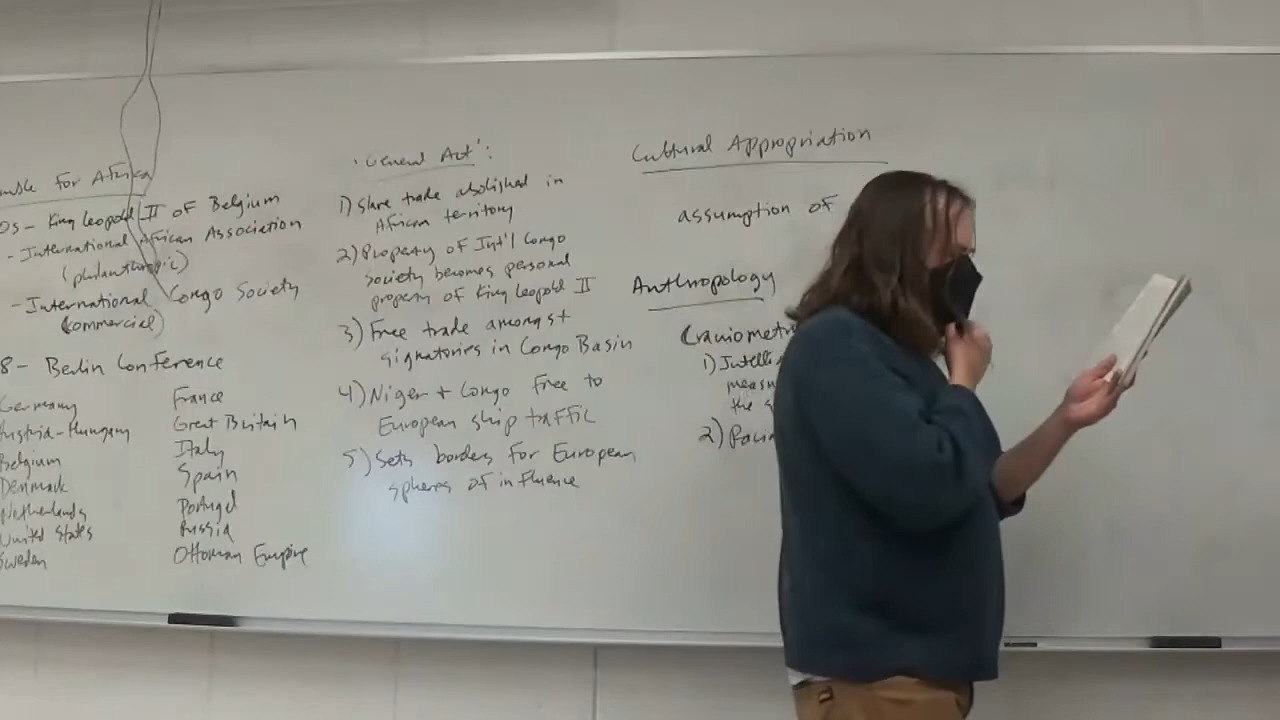 for Africa
King Leopold II of Belgium
- International African Association
(philanthropic)
- International Congo Society
(commercial)
8- Berlin Conference
Germany
Austria-Hungary
Belgium
Denmark
Netherlands
United States
Sweden
France
Great Britain
Italy
Spain
Portugal
Russia
Ottoman Empire
'General Act':
1) Slave trade abolished in
African territory
2) Property of Int'l Congo
society becomes personal
property of King Leopold II
3) Free trade amongst
signatories in Congo Basin
4) Niger + Congo free to
European ship traffic
5) Sets borders for European
spheres of influence
Cultural Appropriation
assumption of
Anthropology
Craniometr
1) Intelli
meas
the
2) Raci